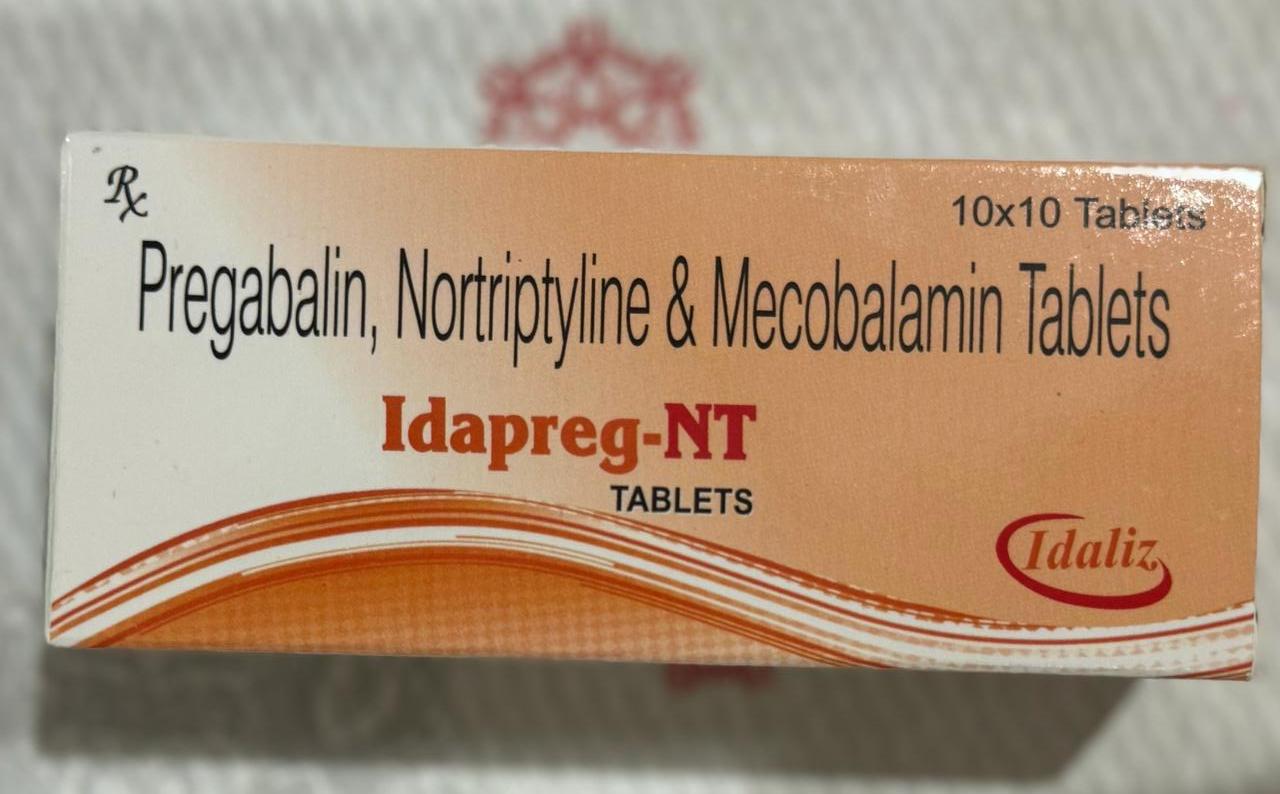 Rx
10x10 Tablets
Pregabalin, Nortriptyline & Mecobalamin Tablets
Idapreg-NT
TABLETS
Idaliz